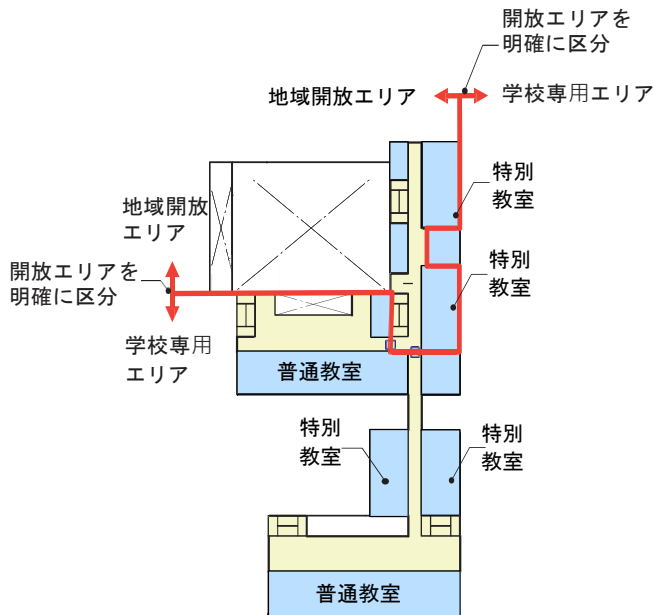 開放エリアを
明確に区分
地域開放エリア
学校専用エリア
特別
教室
地域開放
エリア
特別
教室
開放エリアを
明確に区分
学校専用
エリア
普通教室
特別
教室
特別
教室
普通教室